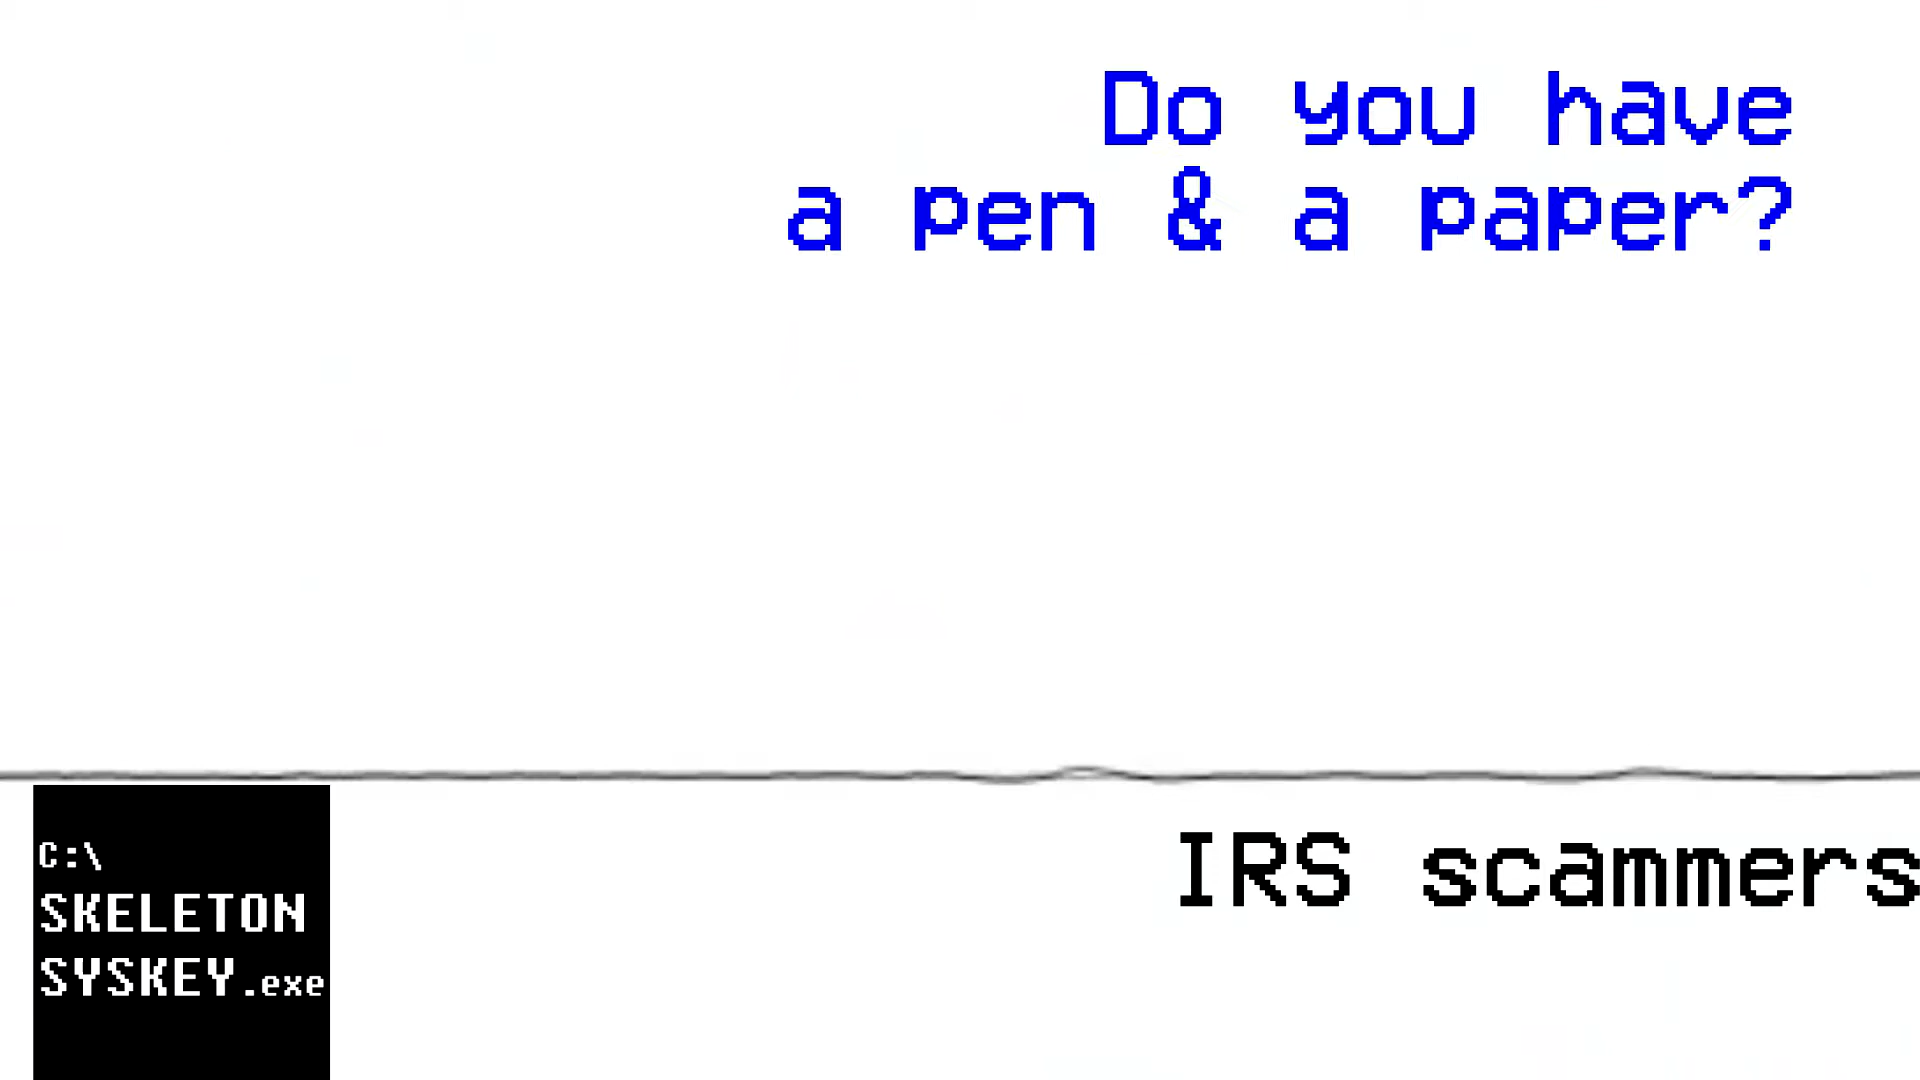 Do you have
a pen & a paper?
C:\
SKELETON
SYSKEY.exe
IRS scammers